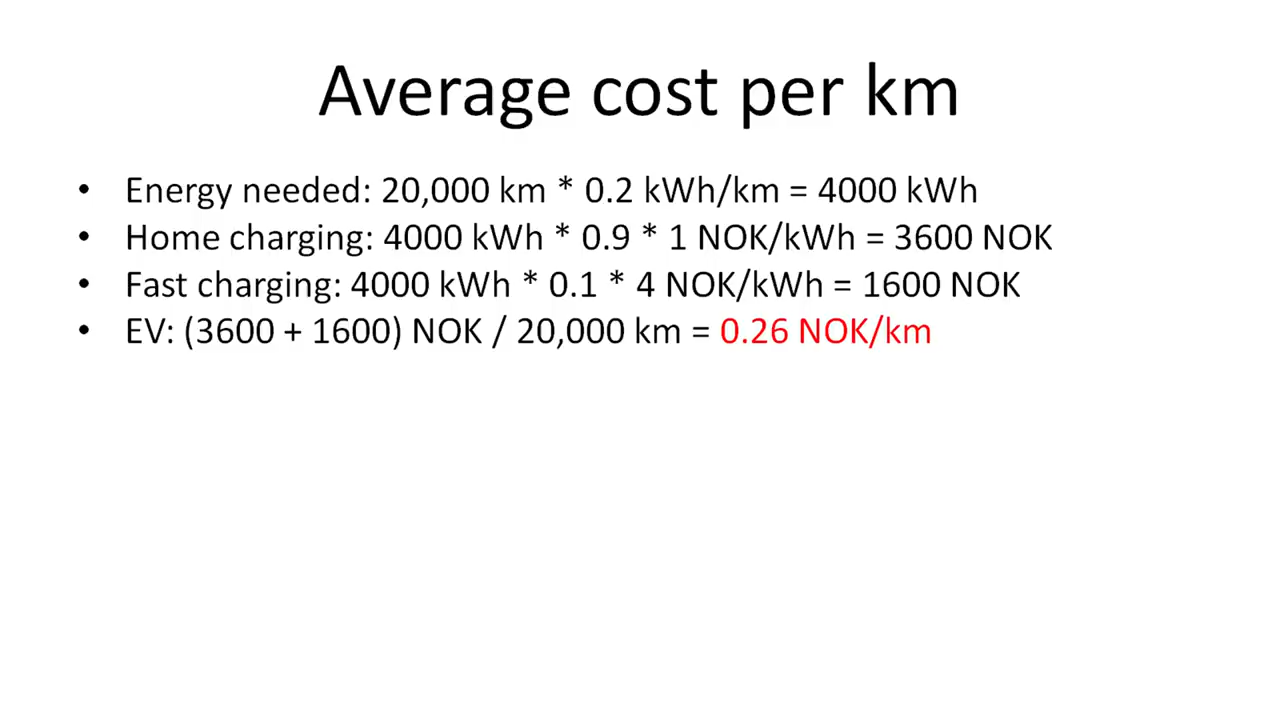 Average cost per km
• Energy needed: 20,000 km * 0.2 kWh/km = 4000 kWh
• Home charging: 4000 kWh * 0.9 * 1 NOK/kWh = 3600 NOK
• Fast charging: 4000 kWh * 0.1 * 4 NOK/kWh = 1600 NOK
• EV: (3600 + 1600) NOK / 20,000 km = 0.26 NOK/km